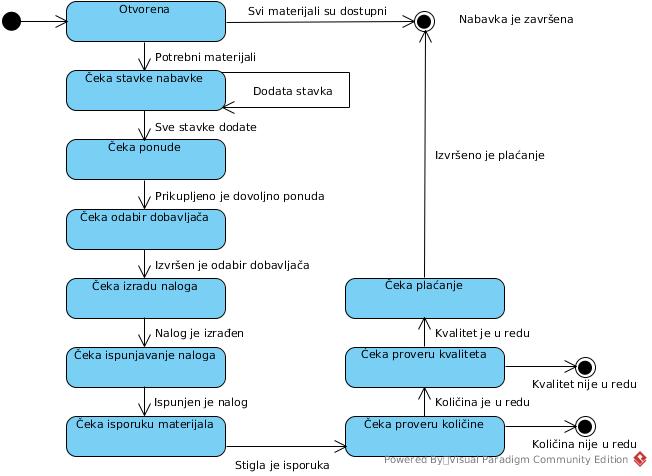 Otvorena
Svi materijali su dostupni
Nabavka je završena
Potrebni materijali
Čeka stavke nabavke
Dodata stavka
Sve stavke dodate
Čeka ponude
Izvršeno je plaćanje
Prikupljeno je dovoljno ponuda
Čeka odabir dobavljača
Izvršen je odabir dobavljača
Čeka izradu naloga
Čeka plaćanje
Nalog je izrađen
Kvalitet je u redu
Čeka ispunjavanje naloga
Čeka proveru kvaliteta
Kvalitet nije u redu
Ispunjen je nalog
Količina je u redu
Čeka isporuku materijala
Čeka proveru količine
Količina nije u redu
Stigla je isporuka
Powered By Visual Paradigm Community Edition